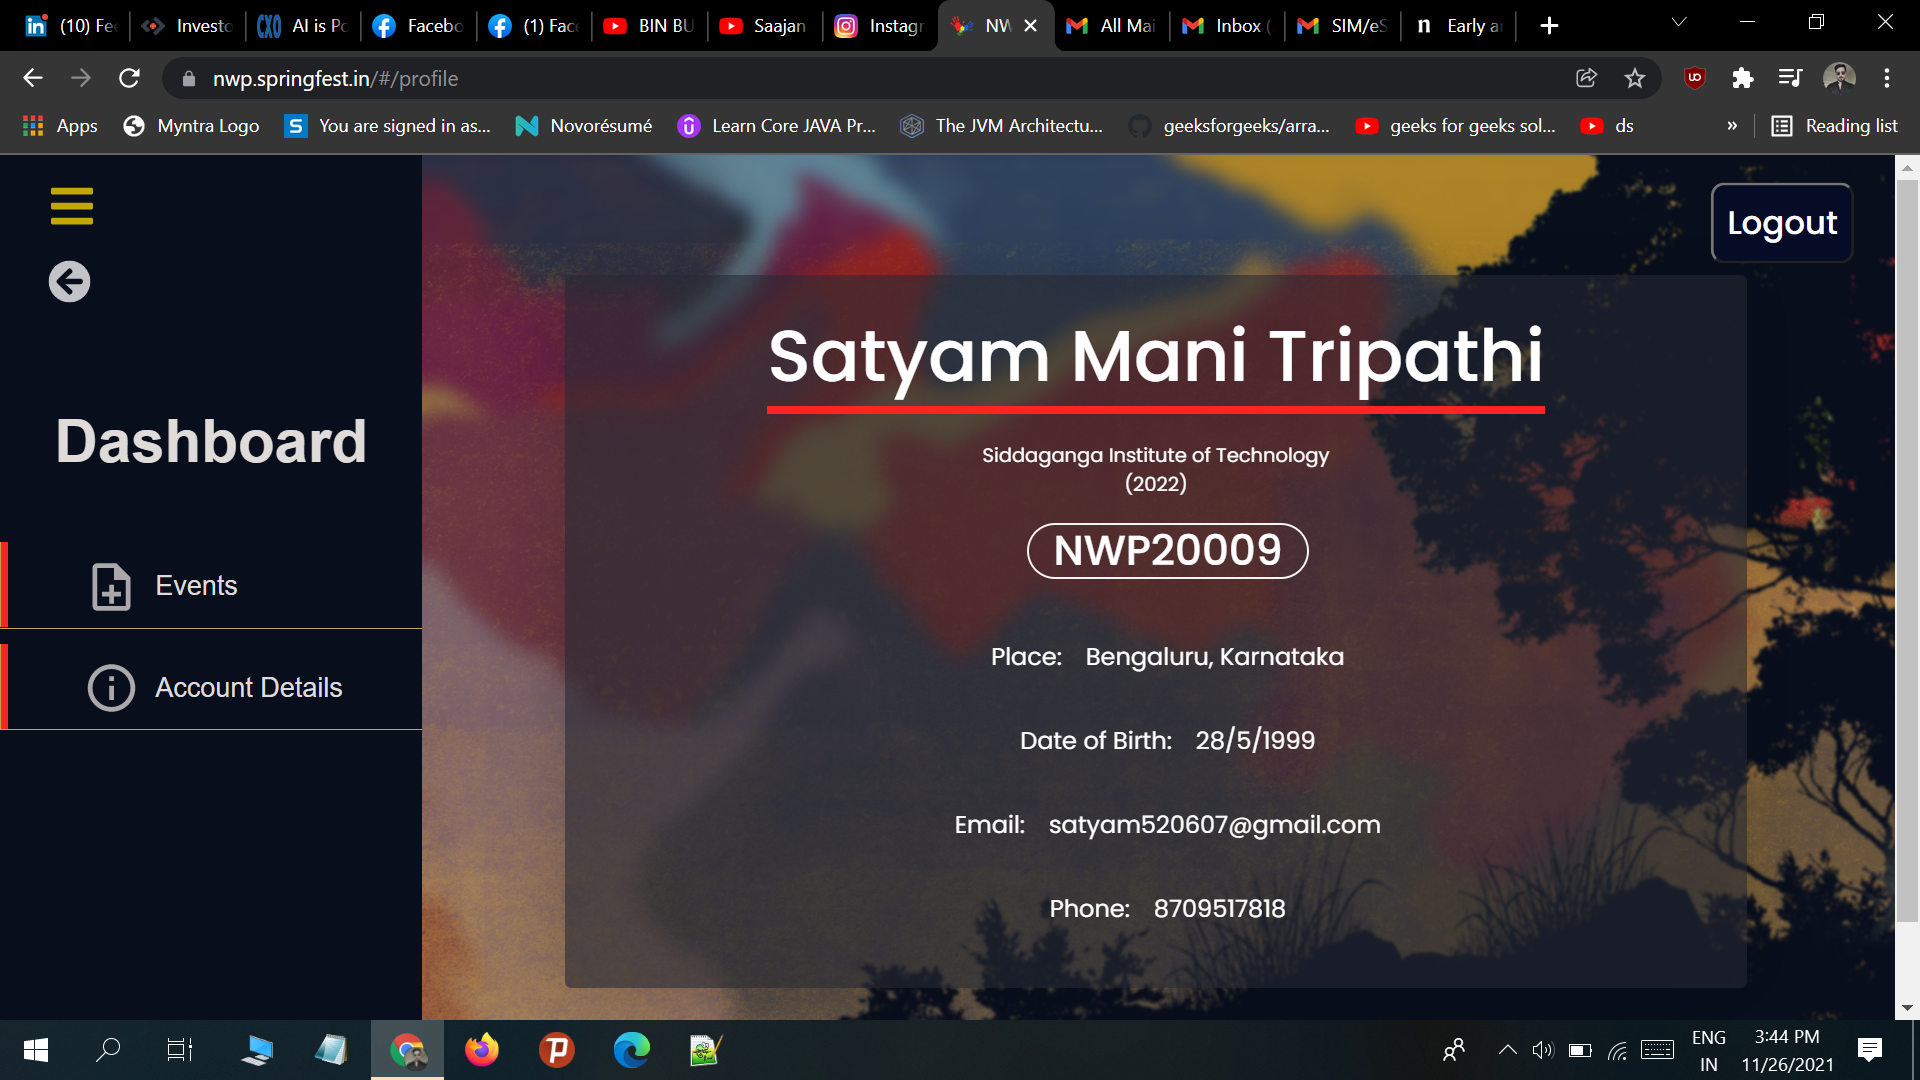 (10) Fe
Investo
CXO
AI is Po
Facebo
(1) Face
BIN BU
Saajan
Instagr
NW
All Mai
Inbox (
SIM/eS
n
Early a
nwp.springfest.in/#/profile
Apps
Myntra Logo
S
You are signed in as...
Novorésumé
Learn Core JAVA Pr...
The JVM Architectu...
geeksforgeeks/arra...
geeks for geeks sol...
ds
»
Reading list
Logout
Dashboard
Events
Account Details
Satyam Mani Tripathi
Siddaganga Institute of Technology
(2022)
NWP20009
Place: Bengaluru, Karnataka
Date of Birth: 28/5/1999
Email: satyam520607@gmail.com
Phone: 8709517818
ENG
IN
3:44 PM
11/26/2021